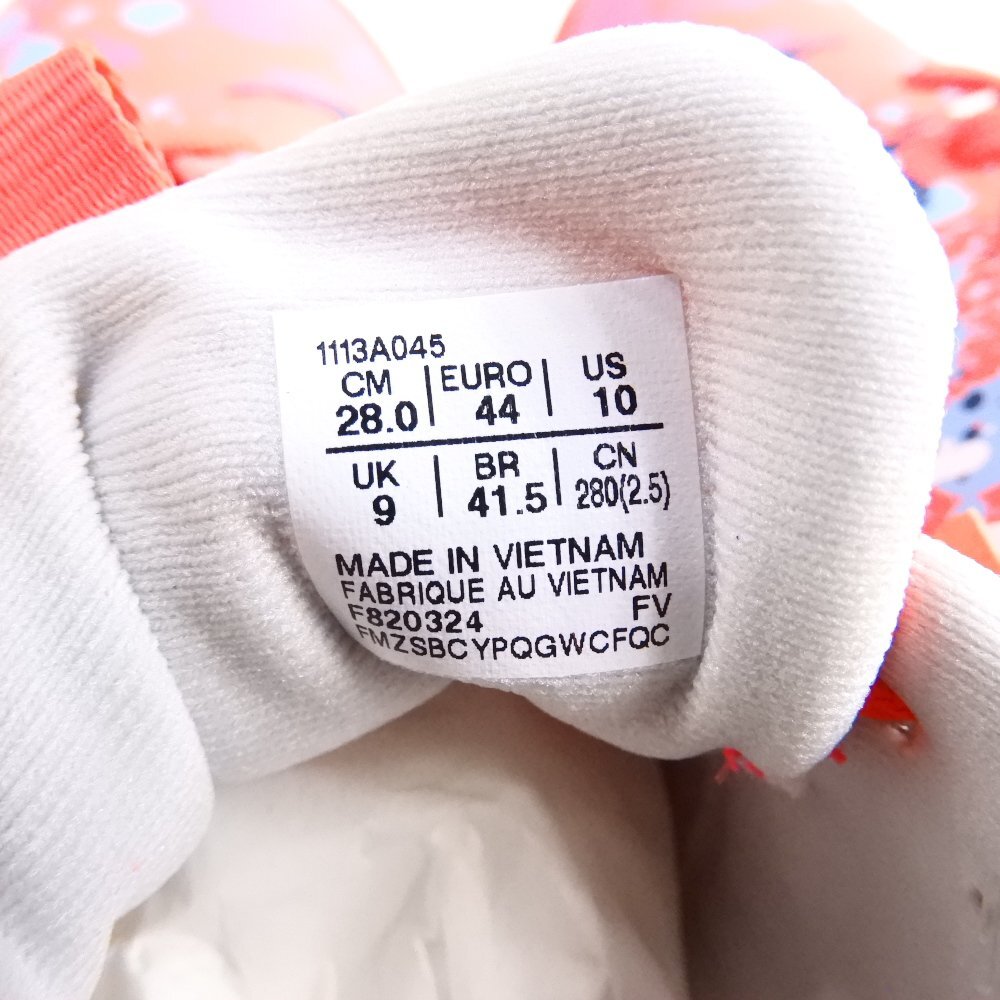 1113A045
CM | EURO | US
28.0 | 44 | 10
UK | BR | CN
9 | 41.5 | 280(2.5)
MADE IN VIETNAM
FABRIQUE AU VIETNAM
F820324 FV
FMZSBCYPQGWCFQC